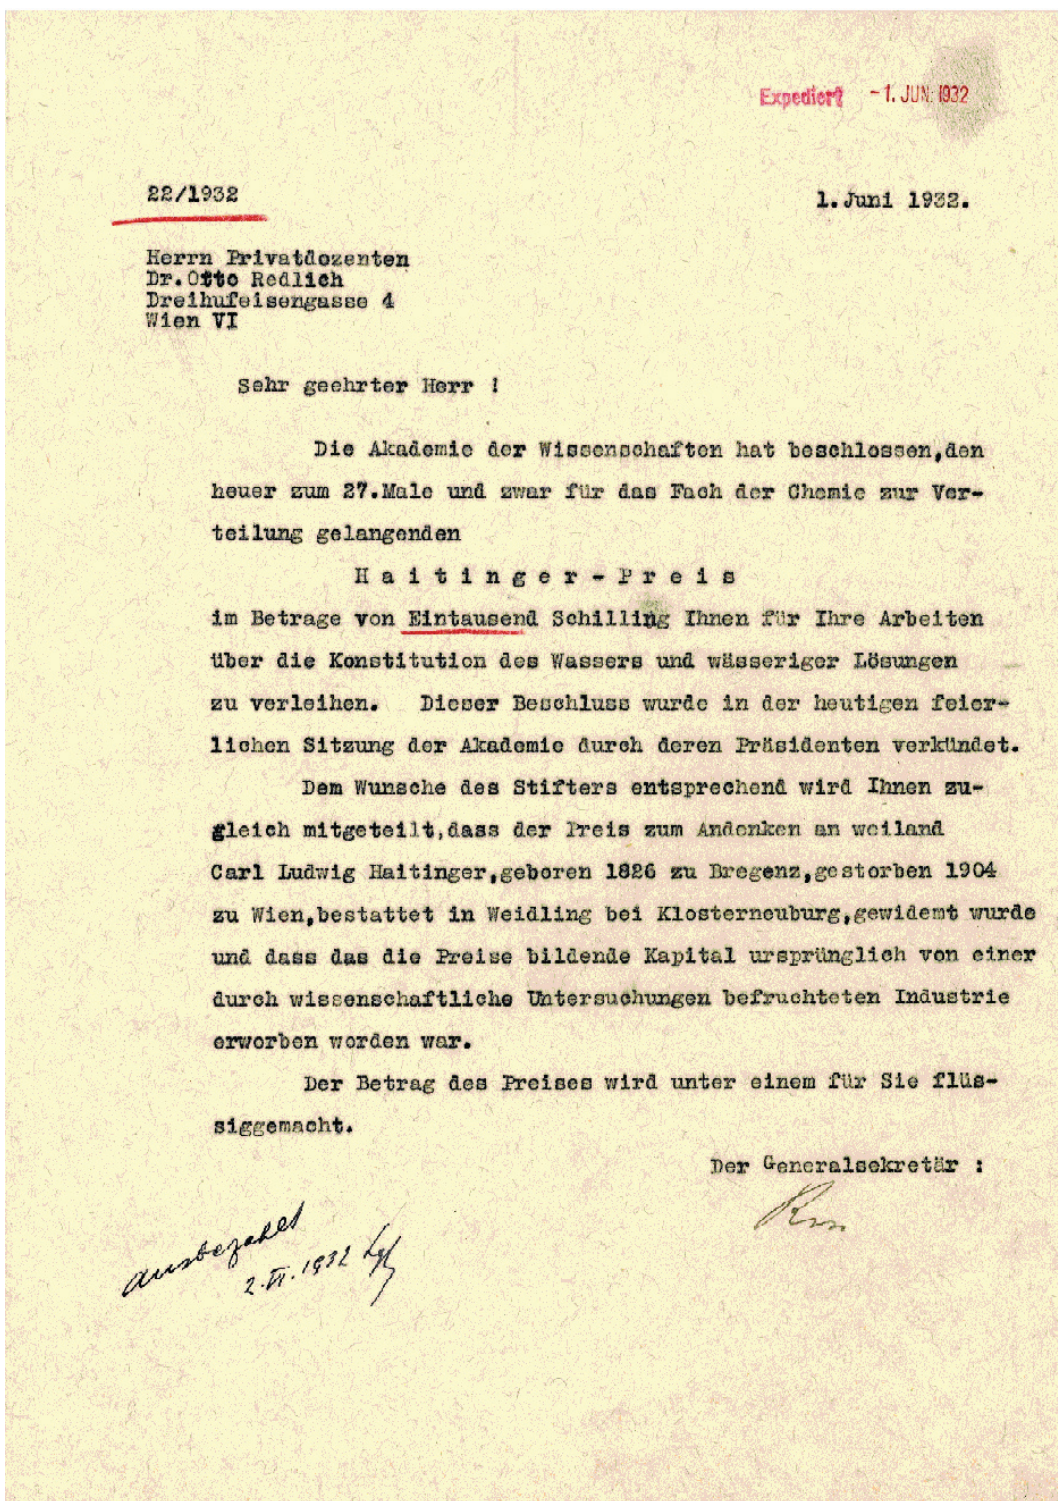 Expediert -1. JUN. 1932
22/1932
1. Juni 1932.
Herrn Privatdozenten
Dr. Otto Redlich
Dreihufeisengasse 4
Wien VI
Sehr geehrter Herr !
Die Akademie der Wissenschaften hat beschlossen,den
heuer zum 27.Male und zwar für das Fach der Chemie zur Ver-
teilung gelangenden
Haitinger-Preis
im Betrage von Eintausend Schilling Ihnen für Ihre Arbeiten
über die Konstitution des Wassers und wässeriger Lösungen
zu verleihen. Dieser Beschluss wurde in der heutigen feier-
lichen Sitzung der Akademie durch deren Präsidenten verkündet.
Dem Wunsche des Stifters entsprechend wird Ihnen zu-
gleich mitgeteilt,dass der Preis zum Andenken an weiland
Carl Ludwig Haitinger,geboren 1826 zu Bregenz,gestorben 1904
zu Wien,bestattet in Weidling bei Klosterneuburg,gewidemt wurde
und dass das die Preise bildende Kapital ursprünglich von einer
durch wissenschaftliche Untersuchungen befruchteten Industrie
erworben worden war.
Der Betrag des Preises wird unter einem für Sie flüs-
siggemacht.
Der Generalsekretär :
ausbezahlt
2. VI. 1932